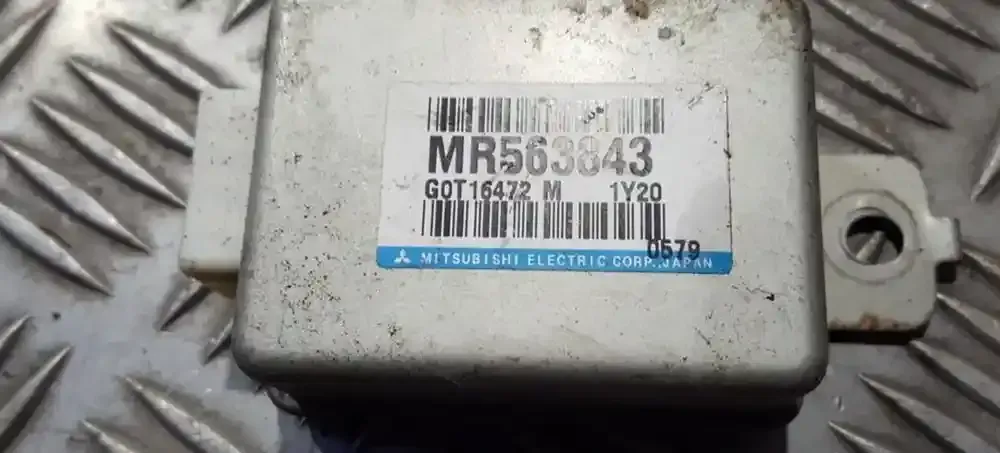 MR563843
G0T16472 M 1Y20
0579
MITSUBISHI ELECTRIC CORP.,JAPAN